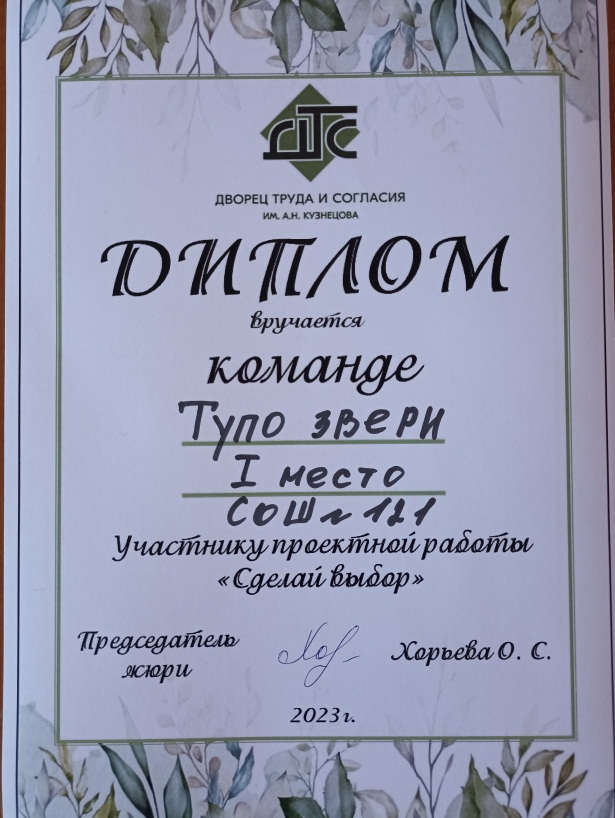 ДТС
ДВОРЕЦ ТРУДА И СОГЛАСИЯ
ИМ. А.Н. КУЗНЕЦОВА
ДИПЛОМ
вручается
команде
Тупо звери
I место
СОШ № 121
Участнику проектной работы
«Сделай выбор»
Председатель
жюри
Хорьева О. С.
2023г.